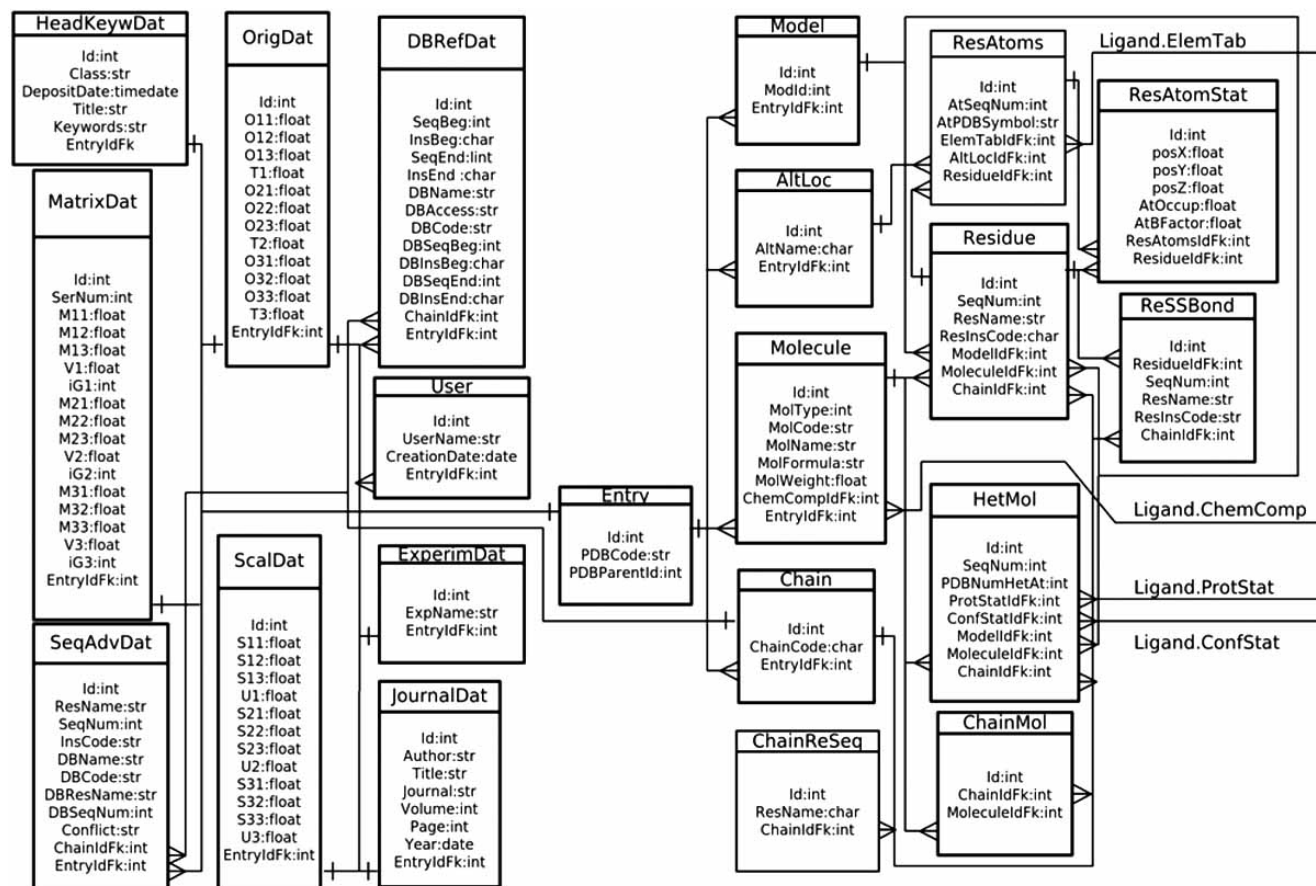 HeadKeywDat
Id:int
Class:str
DepositDate:timedate
Title:str
Keywords:str
EntryIdFk
MatrixDat
Id:int
SerNum:int
M11:float
M12:float
M13:float
V1:float
iG1:int
M21:float
M22:float
M23:float
V2:float
iG2:int
M31:float
M32:float
M33:float
V3:float
iG3:int
EntryIdFk:int
SeqAdvDat
Id:int
ResName:str
SeqNum:int
InsCode:str
DBName:str
DBCode:str
DBResName:str
DBSeqNum:int
Conflict:str
ChainIdFk:int
EntryIdFk:int
OrigDat
Id:int
O11:float
O12:float
O13:float
T1:float
O21:float
O22:float
O23:float
T2:float
O31:float
O32:float
O33:float
T3:float
EntryIdFk:int
ScalDat
Id:int
S11:float
S12:float
S13:float
U1:float
S21:float
S22:float
S23:float
U2:float
S31:float
S32:float
S33:float
U3:float
EntryIdFk:int
DBRefDat
Id:int
SeqBeg:int
InsBeg:char
SeqEnd:lint
InsEnd :char
DBName:str
DBAccess:str
DBCode:str
DBSeqBeg:int
DBInsBeg:char
DBSeqEnd:int
DBInsEnd:char
ChainIdFk:int
EntryIdFk:int
User
Id:int
UserName:str
CreationDate:date
EntryIdFk:int
ExperimDat
Id:int
ExpName:str
EntryIdFk:int
JournalDat
Id:int
Author:str
Title:str
Journal:str
Volume:int
Page:int
Year:date
EntryIdFk:int
Entry
Id:int
PDBCode:str
PDBParentId:int
Model
Id:int
ModId:int
EntryIdFk:int
AltLoc
Id:int
AltName:char
EntryIdFk:int
Molecule
Id:int
MolType:int
MolCode:str
MolName:str
MolFormula:str
MolWeight:float
ChemCompIdFk:int
EntryIdFk:int
Chain
Id:int
ChainCode:char
EntryIdFk:int
ChainReSeq
Id:int
ResName:char
ChainIdFk:int
ResAtoms
Id:int
AtSeqNum:int
AtPDBSymbol:str
ElemTabIdFk:int
AltLocIdFk:int
ResidueIdFk:int
Residue
Id:int
SeqNum:int
ResName:str
ResInsCode:char
ModelIdFk:int
MoleculeIdFk:int
ChainIdFk:int
HetMol
Id:int
SeqNum:int
PDBNumHetAt:int
ProtStatIdFk:int
ConfStatIdFk:int
ModelIdFk:int
MoleculeIdFk:int
ChainIdFk:int
ChainMol
Id:int
ChainIdFk:int
MoleculeIdFk:int
Ligand.ElemTab
ResAtomStat
Id:int
posX:float
posY:float
posZ:float
AtOccup:float
AtBFactor:float
ResAtomsIdFk:int
ResidueIdFk:int
ReSSBond
Id:int
ResidueIdFk:int
SeqNum:int
ResName:str
ResInsCode:str
ChainIdFk:int
Ligand.ChemComp
Ligand.ProtStat
Ligand.ConfStat